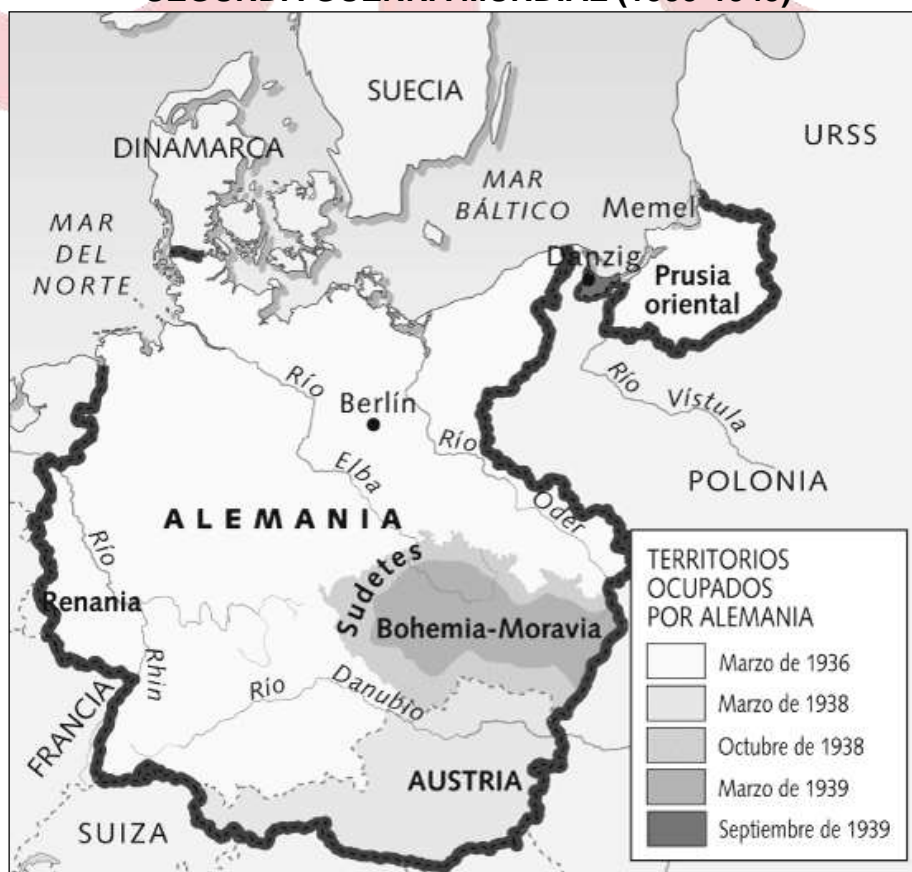 SUECIA
URSS
DINAMARCA
MAR
BÁLTICO
Memel
MAR
DEL
NORTE
Danzig
Prusia
oriental
Río
Berlín
Río
Vístula
Río
Elba
Oder
POLONIA
ALEMANIA
Río
Sudetes
Renania
Bohemia-Moravia
Rhin
Río
Danubio
FRANCIA
AUSTRIA
SUIZA
TERRITORIOS
OCUPADOS
POR ALEMANIA
Marzo de 1936
Marzo de 1938
Octubre de 1938
Marzo de 1939
Septiembre de 1939